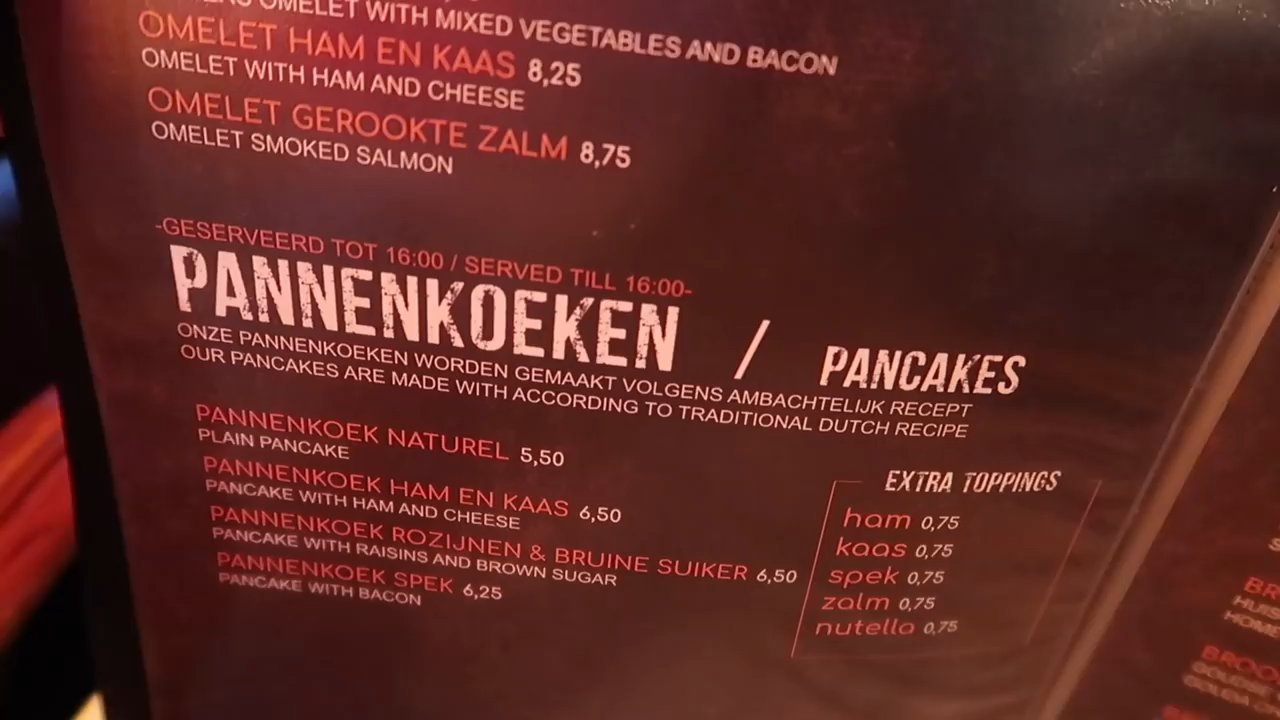 OMELET WITH MIXED VEGETABLES AND BACON
OMELET HAM EN KAAS 8,25
OMELET WITH HAM AND CHEESE
OMELET GEROOKTE ZALM 8,75
OMELET SMOKED SALMON
-GESERVEERD TOT 16:00 / SERVED TILL 16:00-
PANNENKOEKEN / PANCAKES
ONZE PANNENKOEKEN WORDEN GEMAAKT VOLGENS AMBACHTELIJK RECEPT
OUR PANCAKES ARE MADE WITH ACCORDING TO TRADITIONAL DUTCH RECIPE
PANNENKOEK NATUREL 5,50
PLAIN PANCAKE
PANNENKOEK HAM EN KAAS 6,50
PANCAKE WITH HAM AND CHEESE
PANNENKOEK ROZIJNEN & BRUINE SUIKER 6,50
PANCAKE WITH RAISINS AND BROWN SUGAR
PANNENKOEK SPEK 6,25
PANCAKE WITH BACON
EXTRA TOPPINGS
ham 0,75
kaas 0,75
spek 0,75
zalm 0,75
nutella 0,75